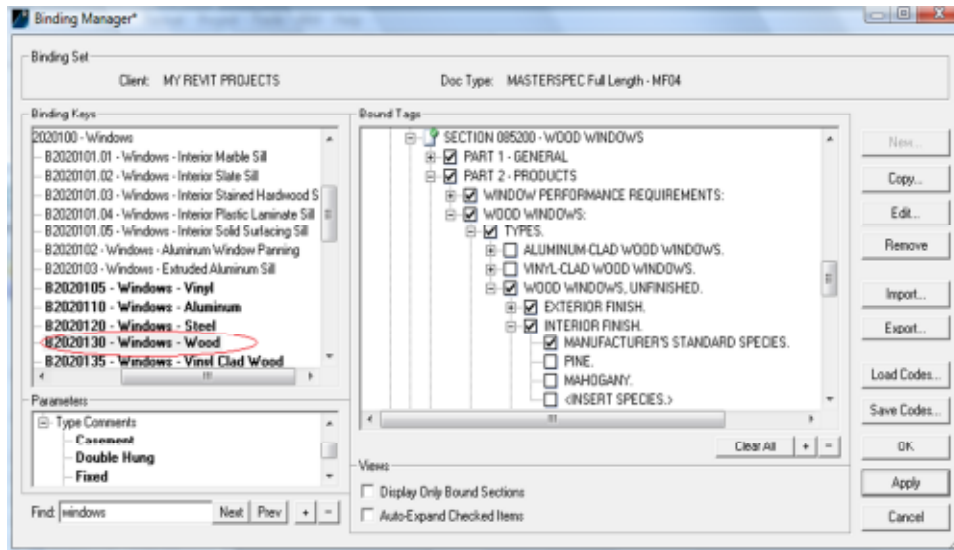 Binding Manager*
Binding Set
Client: MY REVIT PROJECTS
Doc Type: MASTERSPEC Full Length - MF04
Binding Keys
2020100 - Windows
B2020101.01 - Windows - Interior Marble Sill
B2020101.02 - Windows - Interior Slate Sill
B2020101.03 - Windows - Interior Stained Hardwood S
B2020101.04 - Windows - Interior Plastic Laminate Sill
B2020101.05 - Windows - Interior Solid Surfacing Sill
B2020102 - Windows - Aluminum Window Panning
B2020103 - Windows - Extruded Aluminum Sill
B2020105 - Windows - Vinyl
B2020110 - Windows - Aluminum
B2020120 - Windows - Steel
B2020130 - Windows - Wood
B2020135 - Windows - Vinyl Clad Wood
Parameters
Type Comments
Casement
Double Hung
Fixed
Find: windows
Next
Prev
+
-
Bound Tags
SECTION 085200 - WOOD WINDOWS
PART 1 - GENERAL
PART 2 - PRODUCTS
WINDOW PERFORMANCE REQUIREMENTS:
WOOD WINDOWS:
TYPES.
ALUMINUM-CLAD WOOD WINDOWS.
VINYL-CLAD WOOD WINDOWS.
WOOD WINDOWS, UNFINISHED.
EXTERIOR FINISH.
INTERIOR FINISH.
MANUFACTURER'S STANDARD SPECIES.
PINE.
MAHOGANY.
<INSERT SPECIES.>
Clear All
+
-
Views
Display Only Bound Sections
Auto-Expand Checked Items
New...
Copy...
Edit...
Remove
Import...
Export...
Load Codes...
Save Codes...
OK
Apply
Cancel